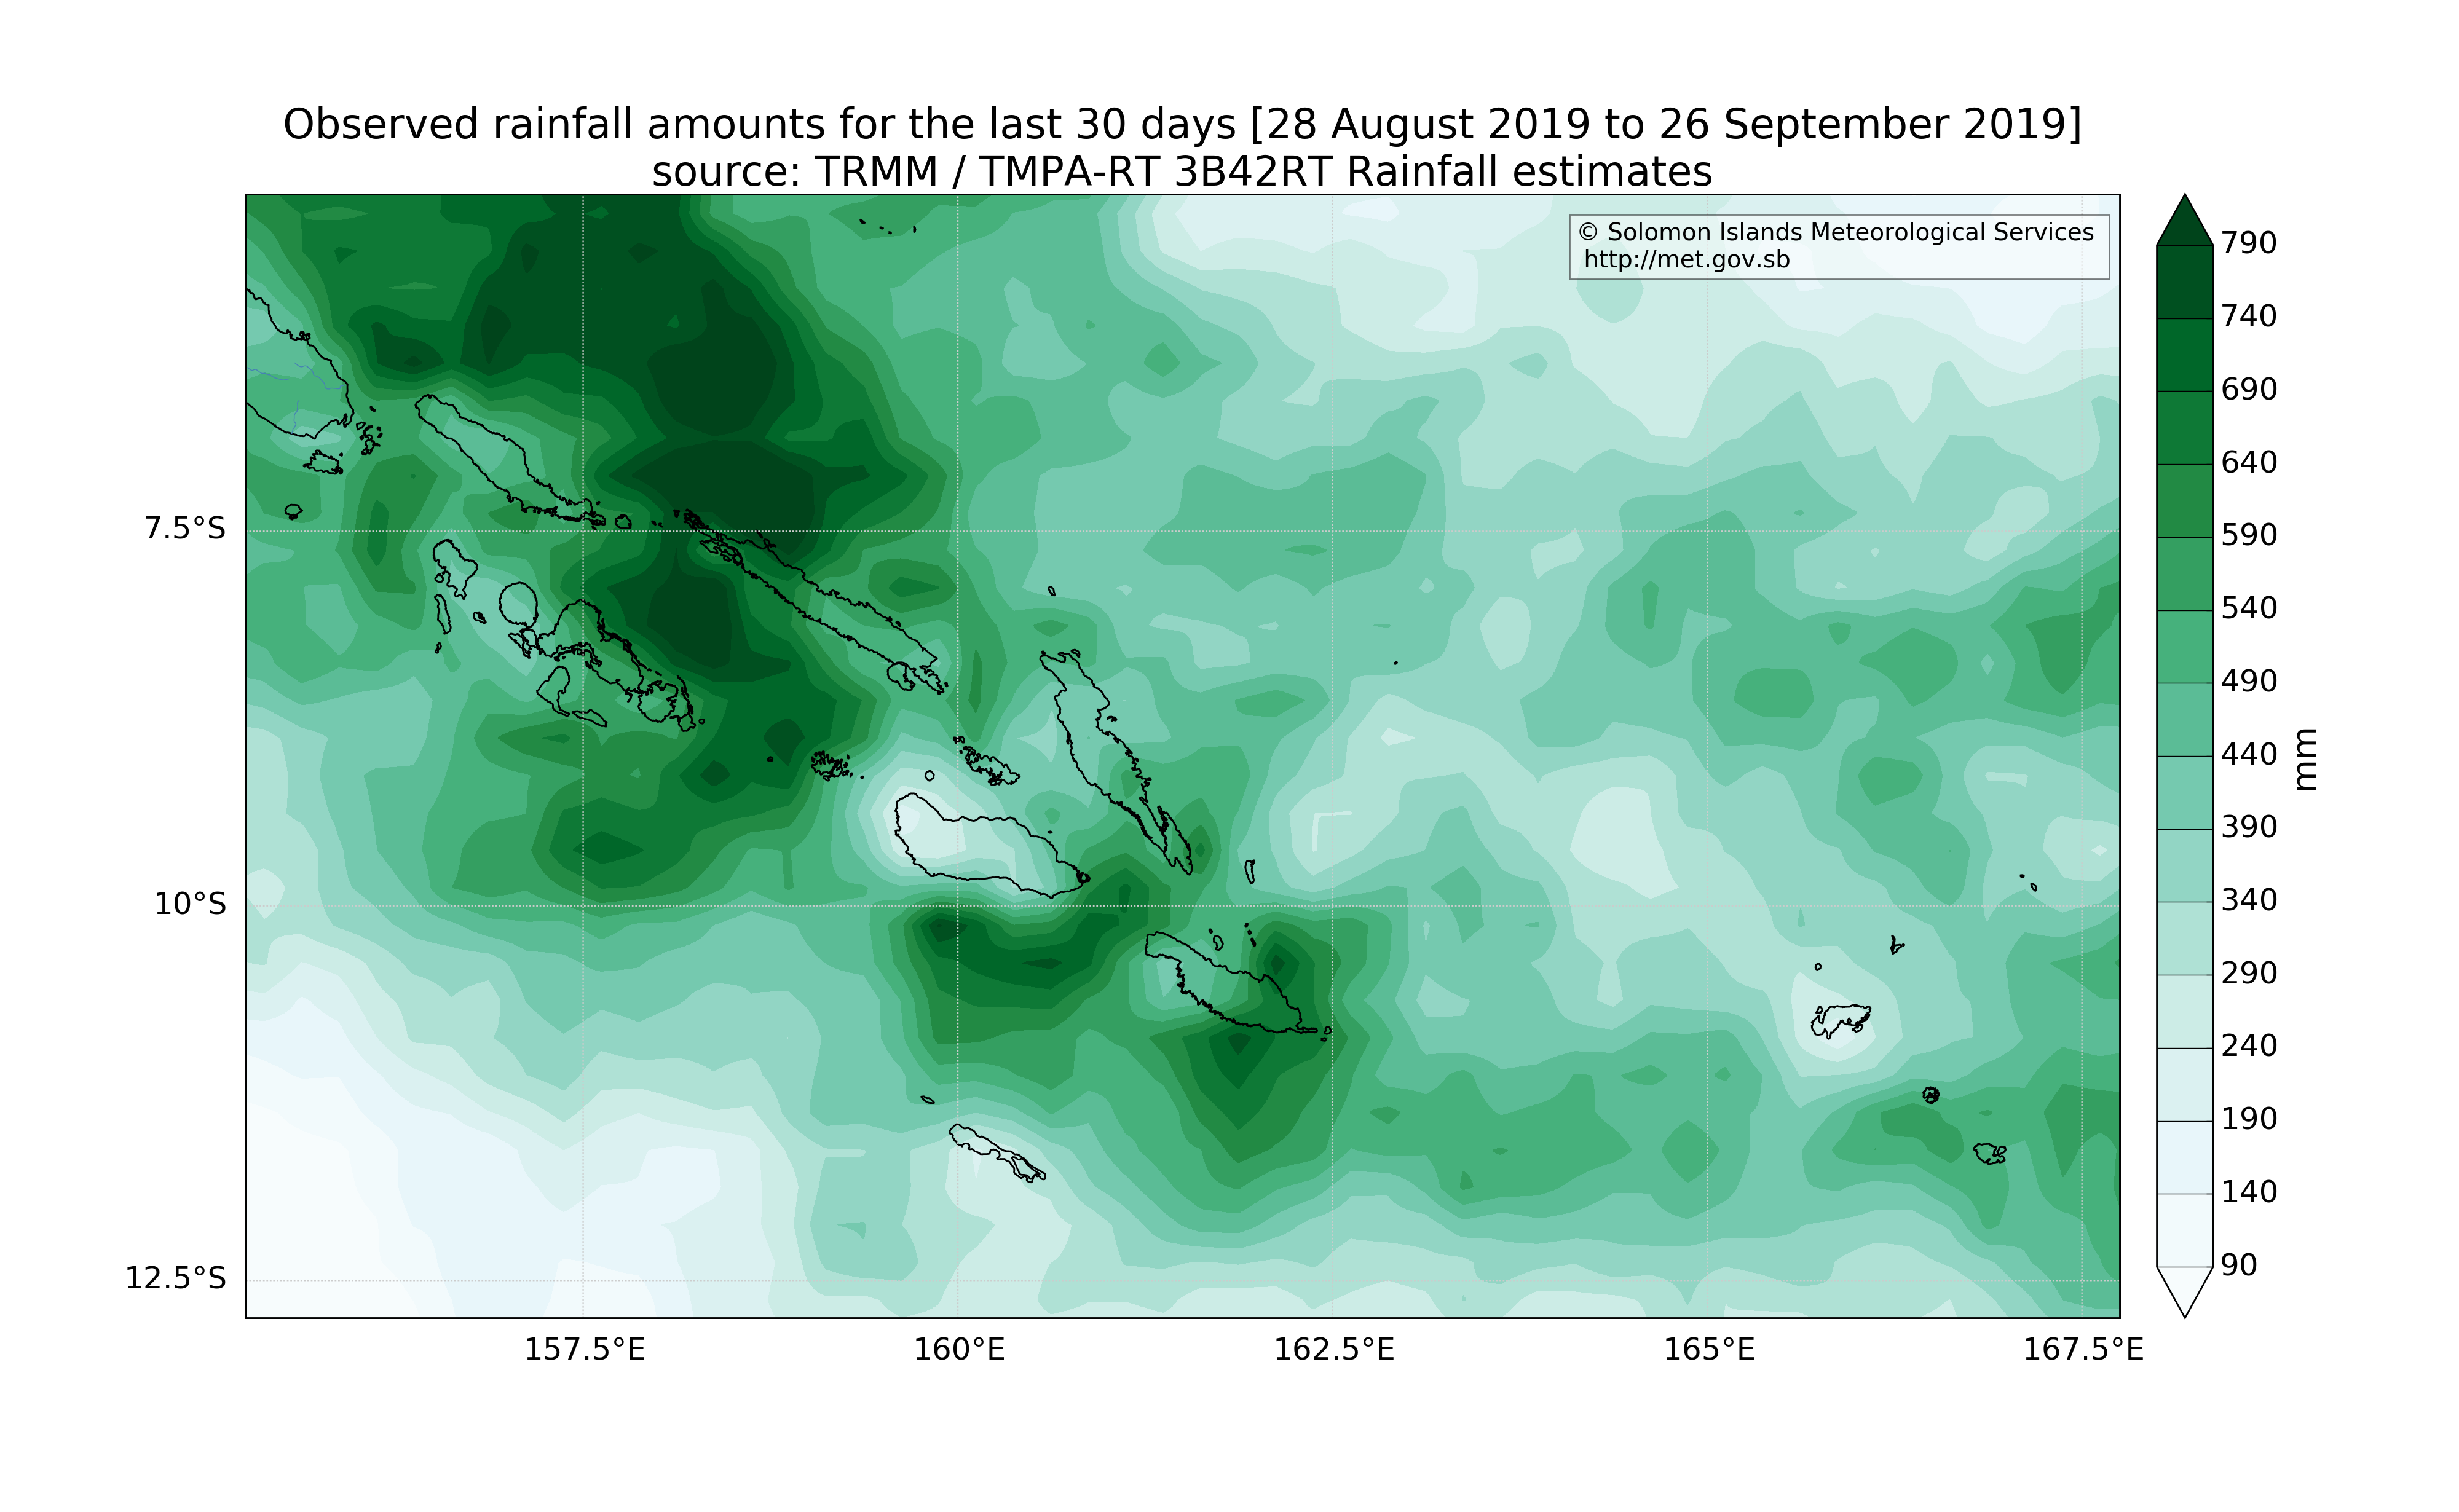 Observed rainfall amounts for the last 30 days [28 August 2019 to 26 September 2019]
source: TRMM / TMPA-RT 3B42RT Rainfall estimates
© Solomon Islands Meteorological Services
http://met.gov.sb
7.5°S
10°S
12.5°S
157.5°E
160°E
162.5°E
165°E
167.5°E
790
740
690
640
590
540
490
440
390
340
290
240
190
140
90
mm